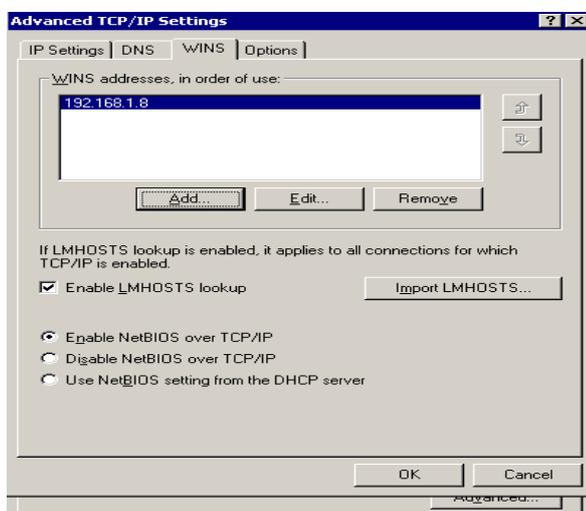 Advanced TCP/IP Settings
IP Settings DNS WINS Options
WINS addresses, in order of use:
192.168.1.8
Add... Edit... Remove
If LMHOSTS lookup is enabled, it applies to all connections for which
TCP/IP is enabled.
Enable LMHOSTS lookup Import LMHOSTS...
Enable NetBIOS over TCP/IP
Disable NetBIOS over TCP/IP
Use NetBIOS setting from the DHCP server
OK Cancel
Advanced...